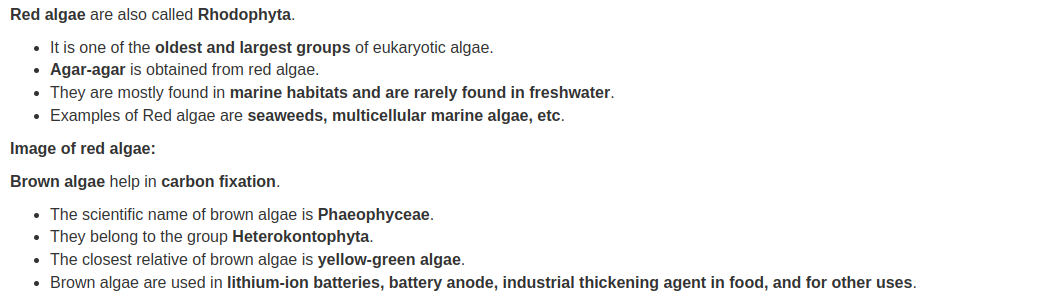 Red algae are also called Rhodophyta.
• It is one of the oldest and largest groups of eukaryotic algae.
• Agar-agar is obtained from red algae.
• They are mostly found in marine habitats and are rarely found in freshwater.
• Examples of Red algae are seaweeds, multicellular marine algae, etc.
Image of red algae:
Brown algae help in carbon fixation.
• The scientific name of brown algae is Phaeophyceae.
• They belong to the group Heterokontophyta.
• The closest relative of brown algae is yellow-green algae.
• Brown algae are used in lithium-ion batteries, battery anode, industrial thickening agent in food, and for other uses.